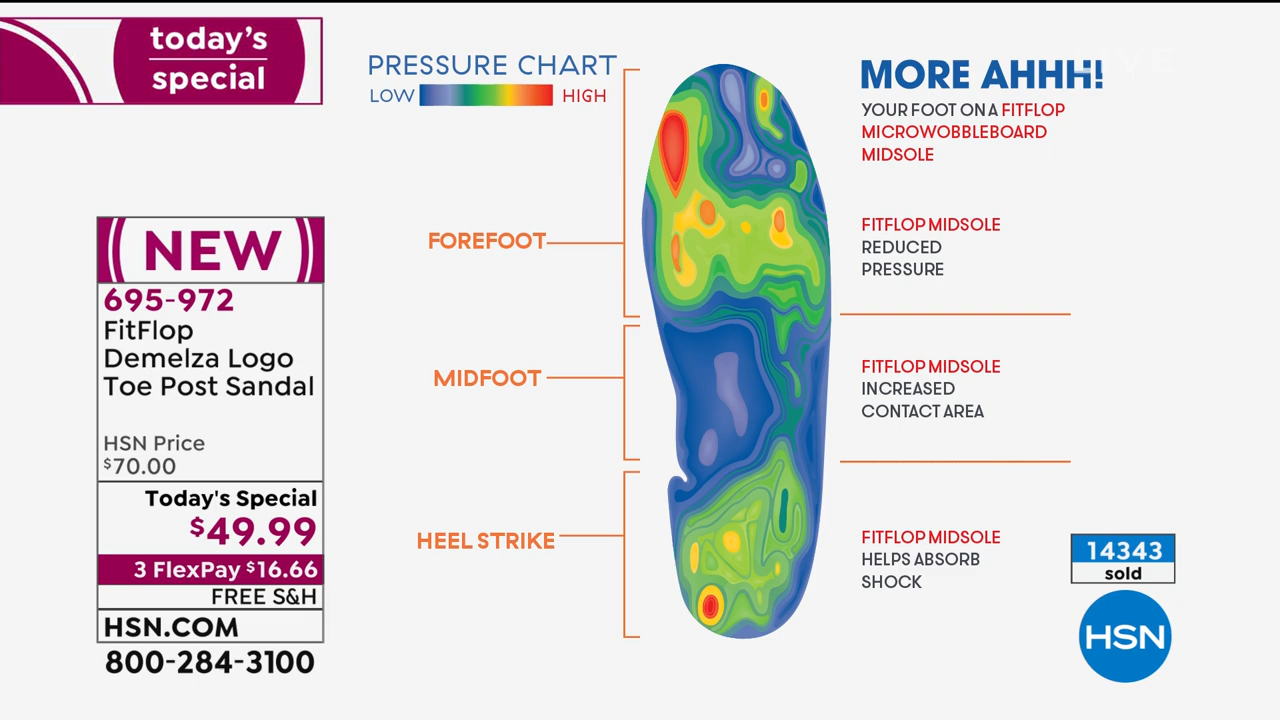 today's
special
PRESSURE CHART
LOW HIGH
LIVE
MORE AHHH!
YOUR FOOT ON A FITFLOP
MICROWOBBLEBOARD
MIDSOLE
NEW
695-972
FitFlop
Demelza Logo
Toe Post Sandal
HSN Price
$70.00
Today's Special
$49.99
3 FlexPay $16.66
FREE S&H
HSN.COM
800-284-3100
FOREFOOT
MIDFOOT
HEEL STRIKE
FITFLOP MIDSOLE
REDUCED
PRESSURE
FITFLOP MIDSOLE
INCREASED
CONTACT AREA
FITFLOP MIDSOLE
HELPS ABSORB
SHOCK
14343
sold
HSN